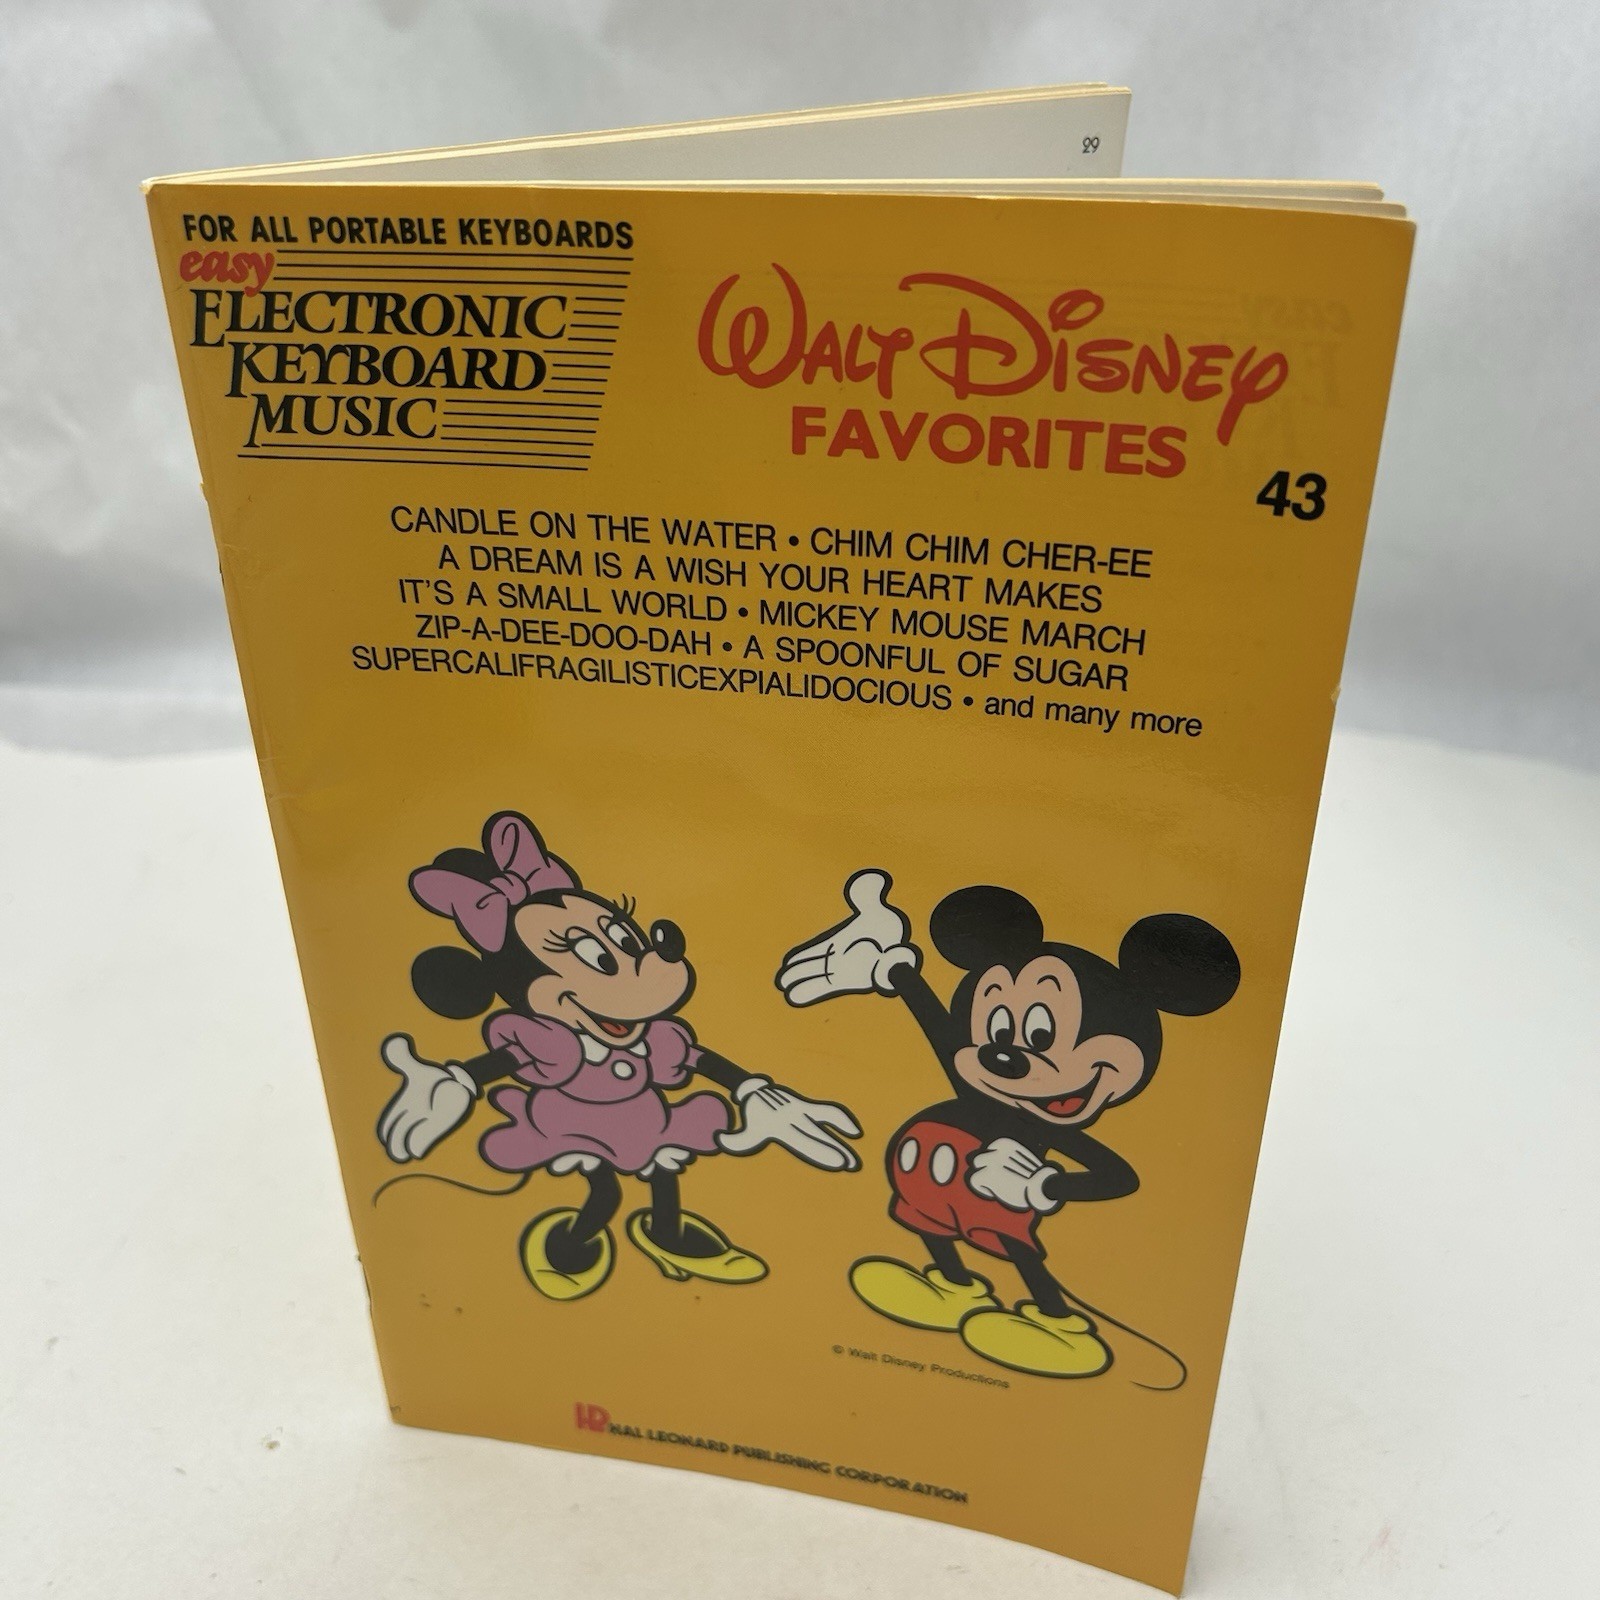 29
FOR ALL PORTABLE KEYBOARDS
easy
ELECTRONIC
KEYBOARD
MUSIC
WALT DISNEY
FAVORITES
43
CANDLE ON THE WATER • CHIM CHIM CHER-EE
A DREAM IS A WISH YOUR HEART MAKES
IT'S A SMALL WORLD • MICKEY MOUSE MARCH
ZIP-A-DEE-DOO-DAH • A SPOONFUL OF SUGAR
SUPERCALIFRAGILISTICEXPIALIDOCIOUS • and many more
© Walt Disney Productions
HAL LEONARD PUBLISHING CORPORATION